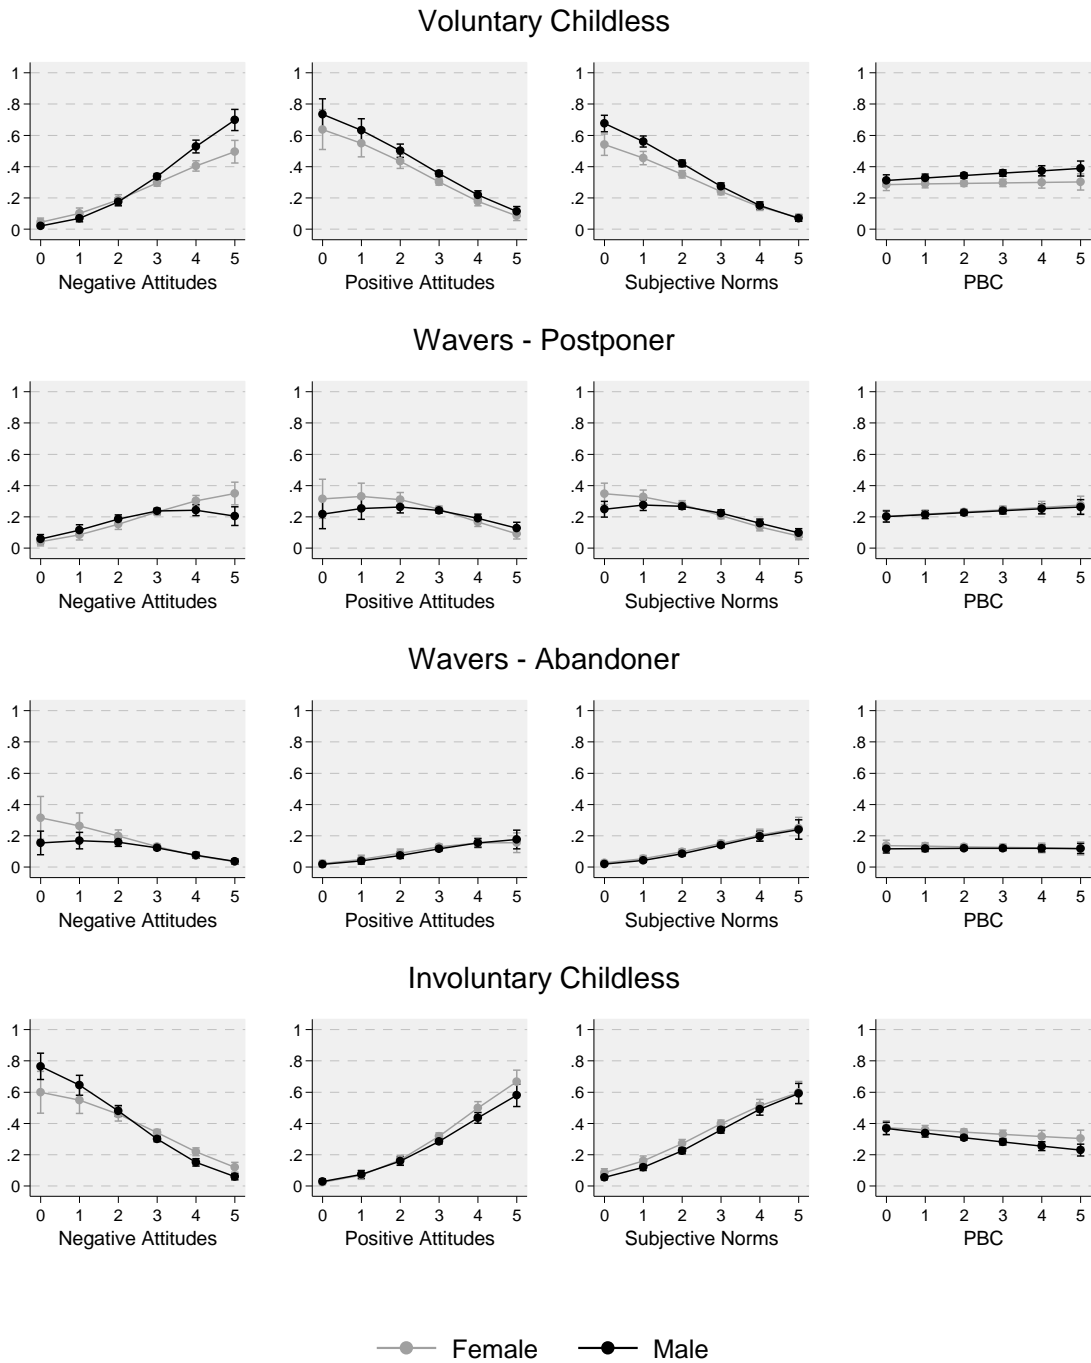 Voluntary Childless
1
.8
.6
.4
.2
0
0 1 2 3 4 5
Negative Attitudes
1
.8
.6
.4
.2
0
0 1 2 3 4 5
Positive Attitudes
1
.8
.6
.4
.2
0
0 1 2 3 4 5
Subjective Norms
1
.8
.6
.4
.2
0
0 1 2 3 4 5
PBC
Wavers - Postponer
1
.8
.6
.4
.2
0
0 1 2 3 4 5
Negative Attitudes
1
.8
.6
.4
.2
0
0 1 2 3 4 5
Positive Attitudes
1
.8
.6
.4
.2
0
0 1 2 3 4 5
Subjective Norms
1
.8
.6
.4
.2
0
0 1 2 3 4 5
PBC
Wavers - Abandoner
1
.8
.6
.4
.2
0
0 1 2 3 4 5
Negative Attitudes
1
.8
.6
.4
.2
0
0 1 2 3 4 5
Positive Attitudes
1
.8
.6
.4
.2
0
0 1 2 3 4 5
Subjective Norms
1
.8
.6
.4
.2
0
0 1 2 3 4 5
PBC
Involuntary Childless
1
.8
.6
.4
.2
0
0 1 2 3 4 5
Negative Attitudes
1
.8
.6
.4
.2
0
0 1 2 3 4 5
Positive Attitudes
1
.8
.6
.4
.2
0
0 1 2 3 4 5
Subjective Norms
1
.8
.6
.4
.2
0
0 1 2 3 4 5
PBC
Female Male